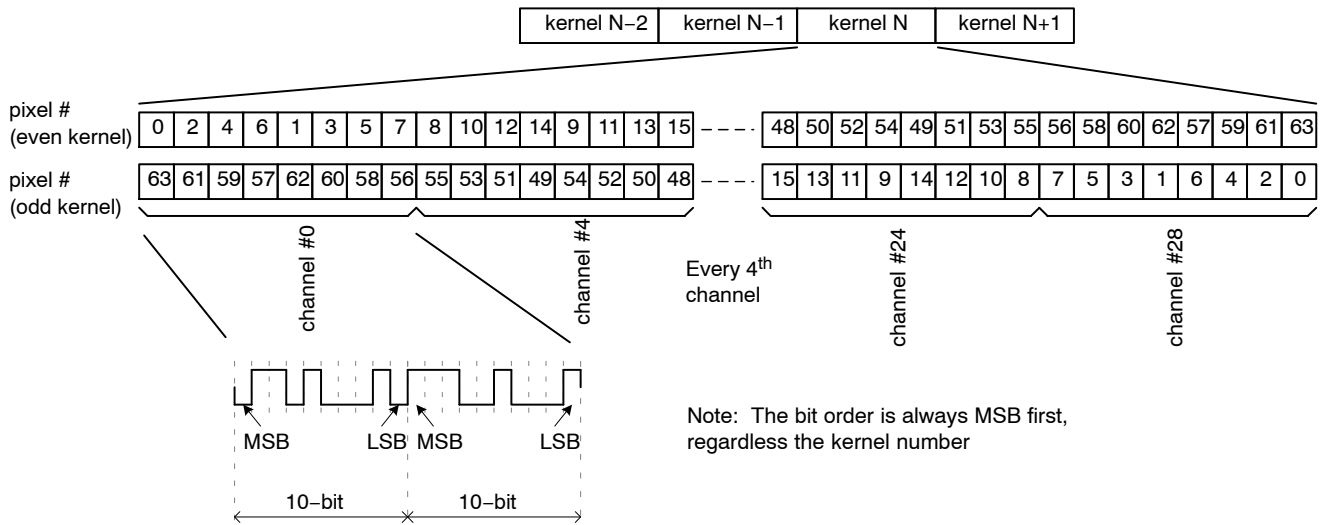 kernel N−2 kernel N−1 kernel N kernel N+1
pixel #
(even kernel)
0 2 4 6 1 3 5 7 8 10 12 14 9 11 13 15 48 50 52 54 49 51 53 55 56 58 60 62 57 59 61 63
pixel #
(odd kernel)
63 61 59 57 62 60 58 56 55 53 51 49 54 52 50 48 15 13 11 9 14 12 10 8 7 5 3 1 6 4 2 0
channel #0
channel #4
Every 4th
channel
channel #24
channel #28
MSB LSB MSB LSB
Note: The bit order is always MSB first,
regardless the kernel number
10−bit 10−bit